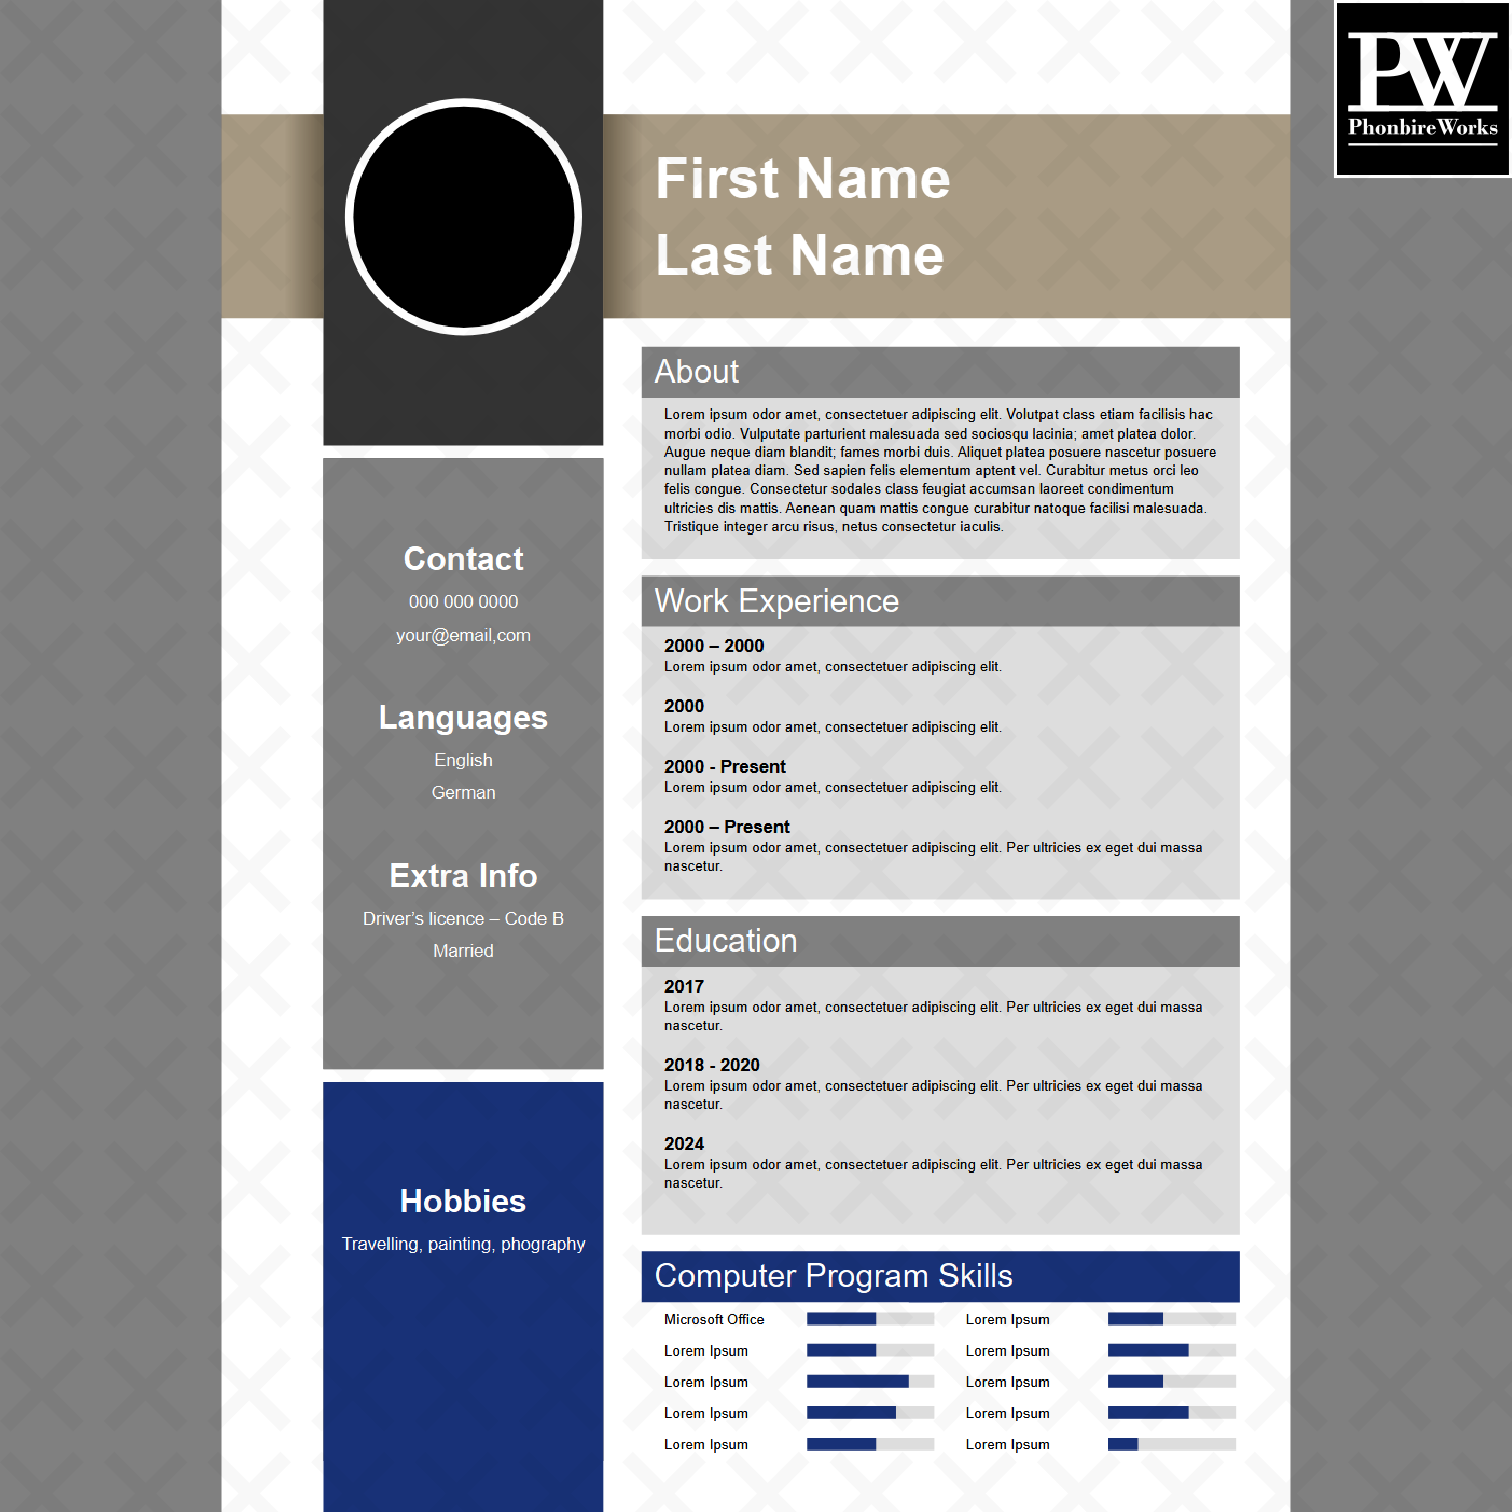 PW
PhonbireWorks
First Name
Last Name
Contact
000 000 0000
your@email,com
Languages
English
German
Extra Info
Driver’s licence – Code B
Married
Hobbies
Travelling, painting, phography
About
Lorem ipsum odor amet, consectetuer adipiscing elit. Volutpat class etiam facilisis hac
morbi odio. Vulputate parturient malesuada sed sociosqu lacinia; amet platea dolor.
Augue neque diam blandit; fames morbi duis. Aliquet platea posuere nascetur posuere
nullam platea diam. Sed sapien felis elementum aptent vel. Curabitur metus orci leo
felis congue. Consectetur sodales class feugiat accumsan laoreet condimentum
ultricies dis mattis. Aenean quam mattis congue curabitur natoque facilisi malesuada.
Tristique integer arcu risus, netus consectetur iaculis.
Work Experience
2000 – 2000
Lorem ipsum odor amet, consectetuer adipiscing elit.
2000
Lorem ipsum odor amet, consectetuer adipiscing elit.
2000 - Present
Lorem ipsum odor amet, consectetuer adipiscing elit.
2000 – Present
Lorem ipsum odor amet, consectetuer adipiscing elit. Per ultricies ex eget dui massa
nascetur.
Education
2017
Lorem ipsum odor amet, consectetuer adipiscing elit. Per ultricies ex eget dui massa
nascetur.
2018 - 2020
Lorem ipsum odor amet, consectetuer adipiscing elit. Per ultricies ex eget dui massa
nascetur.
2024
Lorem ipsum odor amet, consectetuer adipiscing elit. Per ultricies ex eget dui massa
nascetur.
Computer Program Skills
Microsoft Office
Lorem Ipsum
Lorem Ipsum
Lorem Ipsum
Lorem Ipsum
Lorem Ipsum
Lorem Ipsum
Lorem Ipsum
Lorem Ipsum
Lorem Ipsum